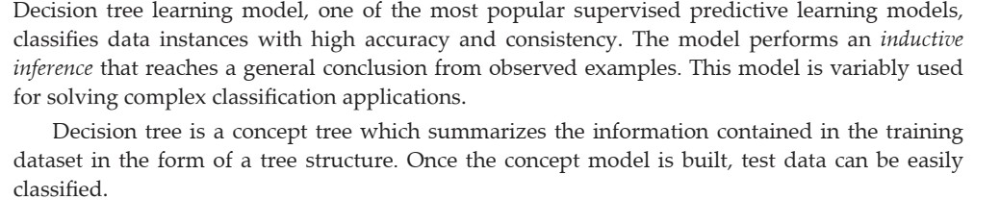 Decision tree learning model, one of the most popular supervised predictive learning models,
classifies data instances with high accuracy and consistency. The model performs an inductive
inference that reaches a general conclusion from observed examples. This model is variably used
for solving complex classification applications.
Decision tree is a concept tree which summarizes the information contained in the training
dataset in the form of a tree structure. Once the concept model is built, test data can be easily
classified.